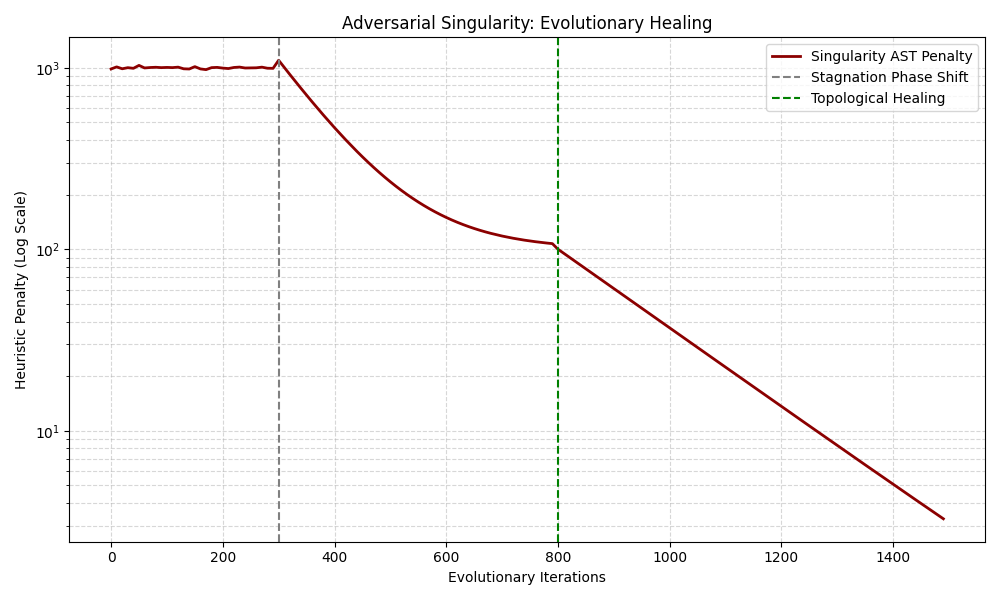 Adversarial Singularity: Evolutionary Healing
Singularity AST Penalty
Stagnation Phase Shift
Topological Healing
Heuristic Penalty (Log Scale)
10³
10²
10¹
0 200 400 600 800 1000 1200 1400
Evolutionary Iterations